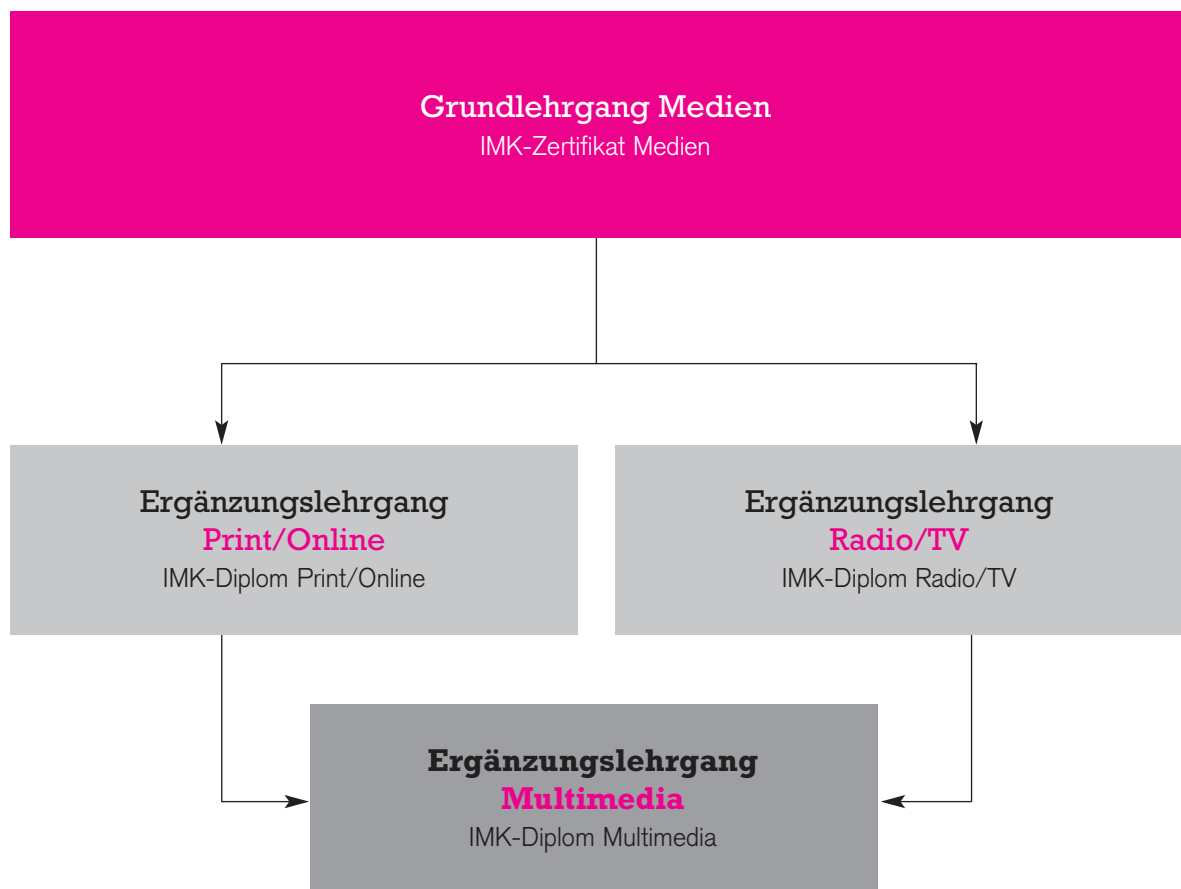 Grundlehrgang Medien
IMK-Zertifikat Medien
Ergänzungslehrgang
Print/Online
IMK-Diplom Print/Online
Ergänzungslehrgang
Radio/TV
IMK-Diplom Radio/TV
Ergänzungslehrgang
Multimedia
IMK-Diplom Multimedia